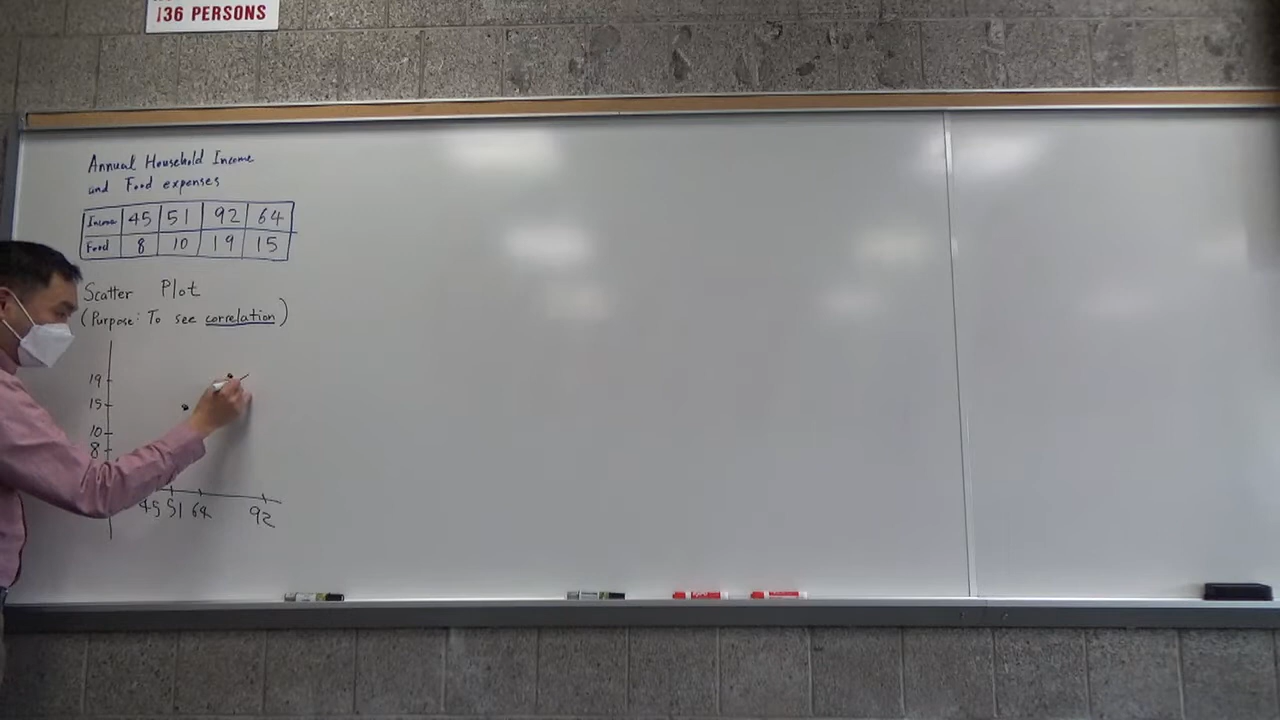 136 PERSONS
Annual Household Income
and Food expenses
Income 45 51 92 64
Food 8 10 19 15
Scatter Plot
(Purpose: To see correlation)
19
15
10
8
45 51 64 92